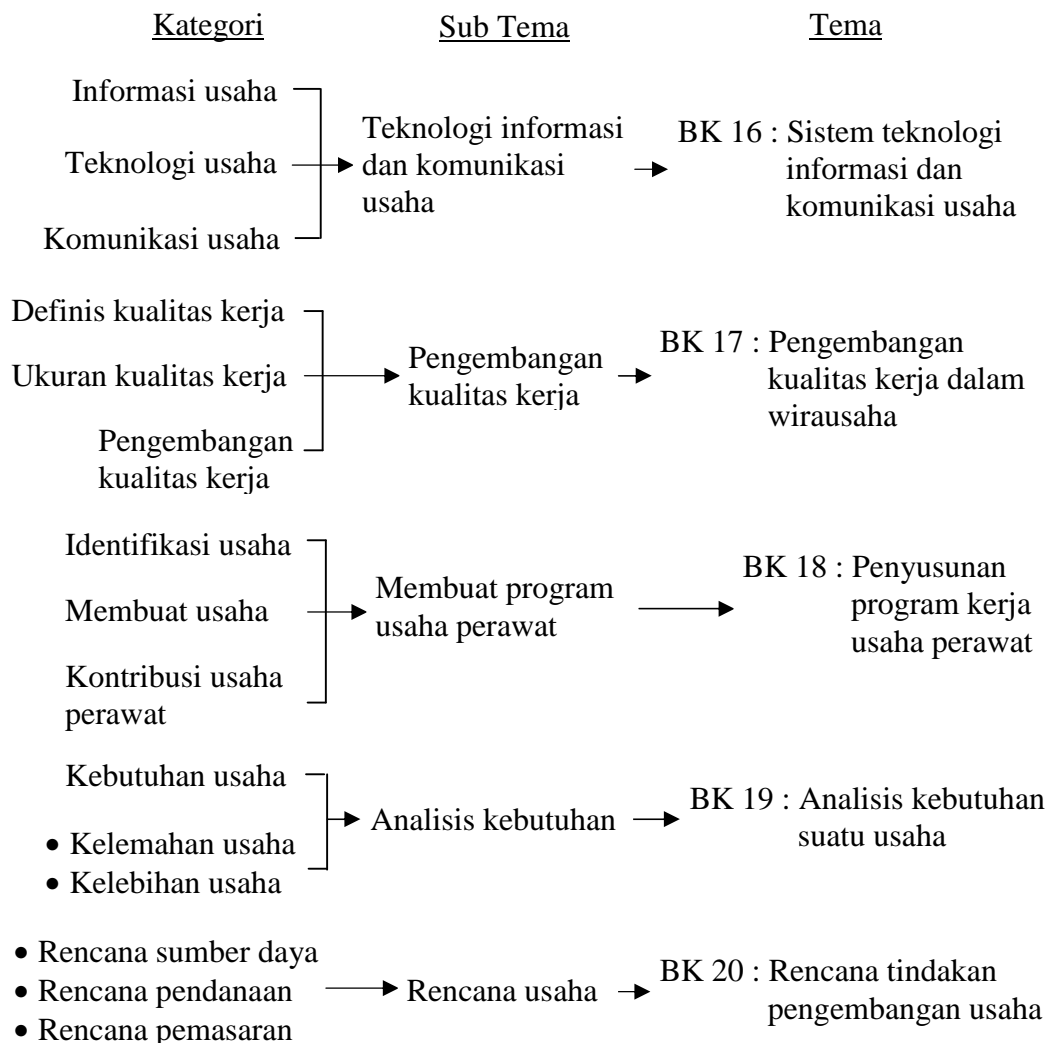 Kategori Sub Tema Tema
Informasi usaha
Teknologi usaha
Komunikasi usaha
Teknologi informasi
dan komunikasi
usaha
BK 16 : Sistem teknologi
informasi dan
komunikasi usaha
Definis kualitas kerja
Ukuran kualitas kerja
Pengembangan
kualitas kerja
Pengembangan
kualitas kerja
BK 17 : Pengembangan
kualitas kerja dalam
wirausaha
Identifikasi usaha
Membuat usaha
Kontribusi usaha
perawat
Membuat program
usaha perawat
BK 18 : Penyusunan
program kerja
usaha perawat
Kebutuhan usaha
• Kelemahan usaha
• Kelebihan usaha
Analisis kebutuhan
BK 19 : Analisis kebutuhan
suatu usaha
• Rencana sumber daya
• Rencana pendanaan
• Rencana pemasaran
Rencana usaha
BK 20 : Rencana tindakan
pengembangan usaha